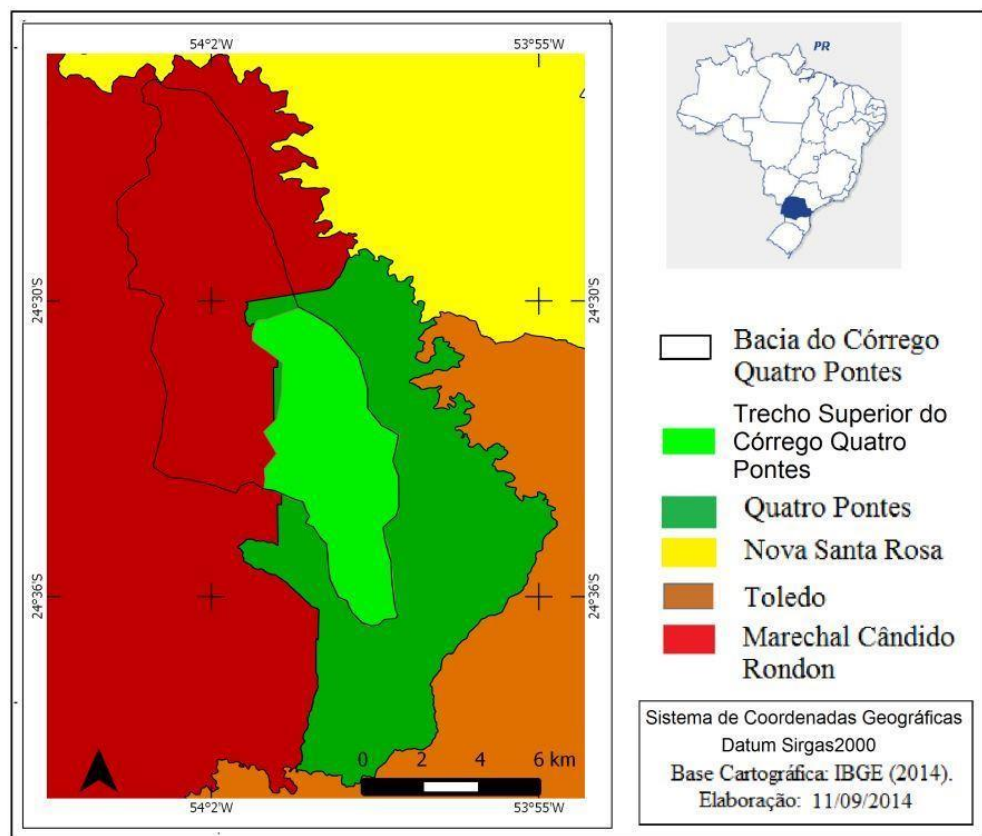 54°2'W
53°55'W
PR
24°30'S
24°30'S
24°36'S
24°36'S
0 2 4 6 km
54°2'W
53°55'W
Bacia do Córrego
Quatro Pontes
Trecho Superior do
Córrego Quatro
Pontes
Quatro Pontes
Nova Santa Rosa
Toledo
Marechal Cândido
Rondon
Sistema de Coordenadas Geográficas
Datum Sirgas2000
Base Cartográfica: IBGE (2014).
Elaboração: 11/09/2014